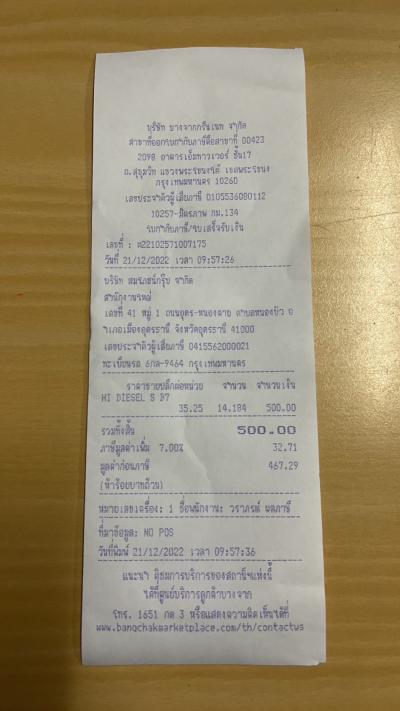 บริษัท บางจากกรีนเนท จำกัด
สาขาที่ออกใบกำกับภาษีคือสาขาที่ 00423
2098 อาคารเอ็มทาวเวอร์ ชั้น17
ถ.สุขุมวิท แขวงพระโขนงใต้ เขตพระโขนง
กรุงเทพมหานคร 10260
เลขประจำตัวผู้เสียภาษี 0105536080112
10257-มิตรภาพ กม.134
ใบกำกับภาษี/ใบเสร็จรับเงิน
เลขที่ : #22102571007175
วันที่ 21/12/2022 เวลา 09:57:26
บริษัท สมโภชน์กรุ๊ป จำกัด
สำนักงานใหญ่
เลขที่ 41 หมู่ 1 ถนนอุดร-หนองคาย ตำบลหนองบัว อ
ำเภอเมืองอุดรธานี จังหวัดอุดรธานี 41000
เลขประจำตัวผู้เสียภาษี 0415562000021
ทะเบียนรถ 6กล-9464 กรุงเทพมหานคร
ราคาขายปลีกต่อหน่วย จำนวน จำนวนเงิน
HI DIESEL S B7
35.25 14.184 500.00
รวมทั้งสิ้น 500.00
ภาษีมูลค่าเพิ่ม 7.00% 32.71
มูลค่าก่อนภาษี 467.29
(ห้าร้อยบาทถ้วน)
หมายเลขเครื่อง: 1 ชื่อพนักงาน: วราภรณ์ ผลภาษี
ที่มาข้อมูล: NO POS
วันที่พิมพ์ 21/12/2022 เวลา 09:57:36
แนะนำ ติชมการบริการของสถานีฯแห่งนี้
ได้ที่ศูนย์บริการลูกค้าบางจาก
โทร. 1651 กด 3 หรือแสดงความคิดเห็นได้ที่
www.bangchakmarketplace.com/th/contactus